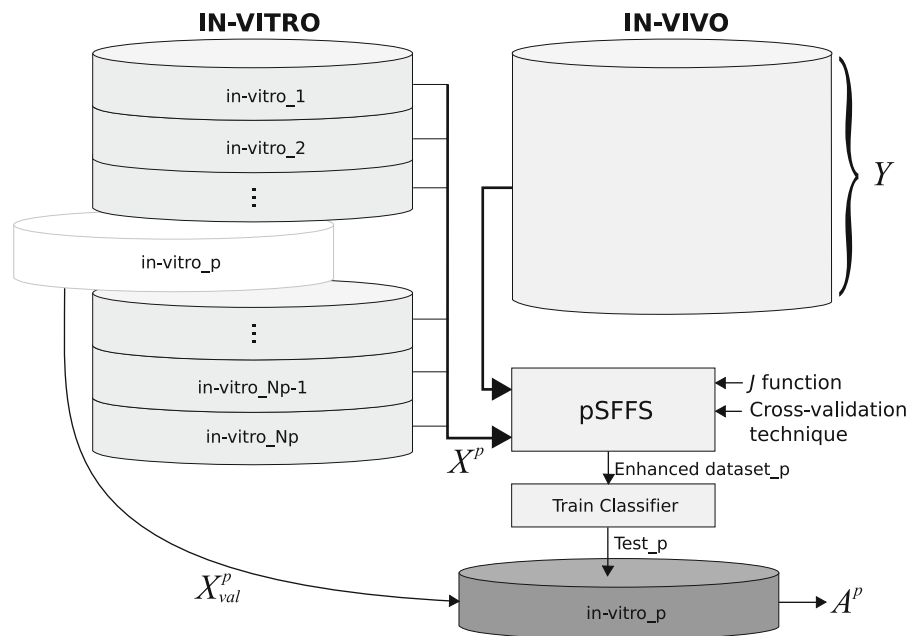 IN-VITRO
IN-VIVO
in-vitro_1
in-vitro_2
⋮
in-vitro_p
⋮
in-vitro_Np-1
in-vitro_Np
Y
J function
pSFFS
Cross-validation
technique
X^p
Enhanced dataset_p
Train Classifier
Test_p
X^p_val
in-vitro_p
A^p